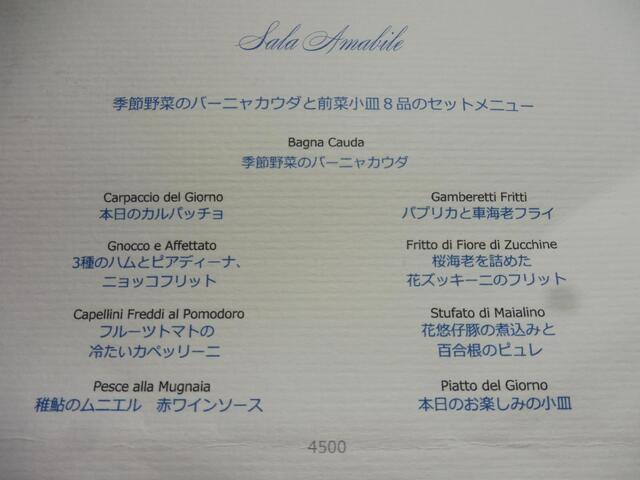 Sala Amabile
季節野菜のバーニャカウダと前菜小皿８品のセットメニュー
Bagna Cauda
季節野菜のバーニャカウダ
Carpaccio del Giorno
本日のカルパッチョ
Gamberetti Fritti
パプリカと車海老フライ
Gnocco e Affettato
3種のハムとピアディーナ、
ニョッコフリット
Fritto di Fiore di Zucchine
桜海老を詰めた
花ズッキーニのフリット
Capellini Freddi al Pomodoro
フルーツトマトの
冷たいカペッリーニ
Stufato di Maialino
花悠仔豚の煮込みと
百合根のピュレ
Pesce alla Mugnaia
稚鮎のムニエル　赤ワインソース
Piatto del Giorno
本日のお楽しみの小皿
4500